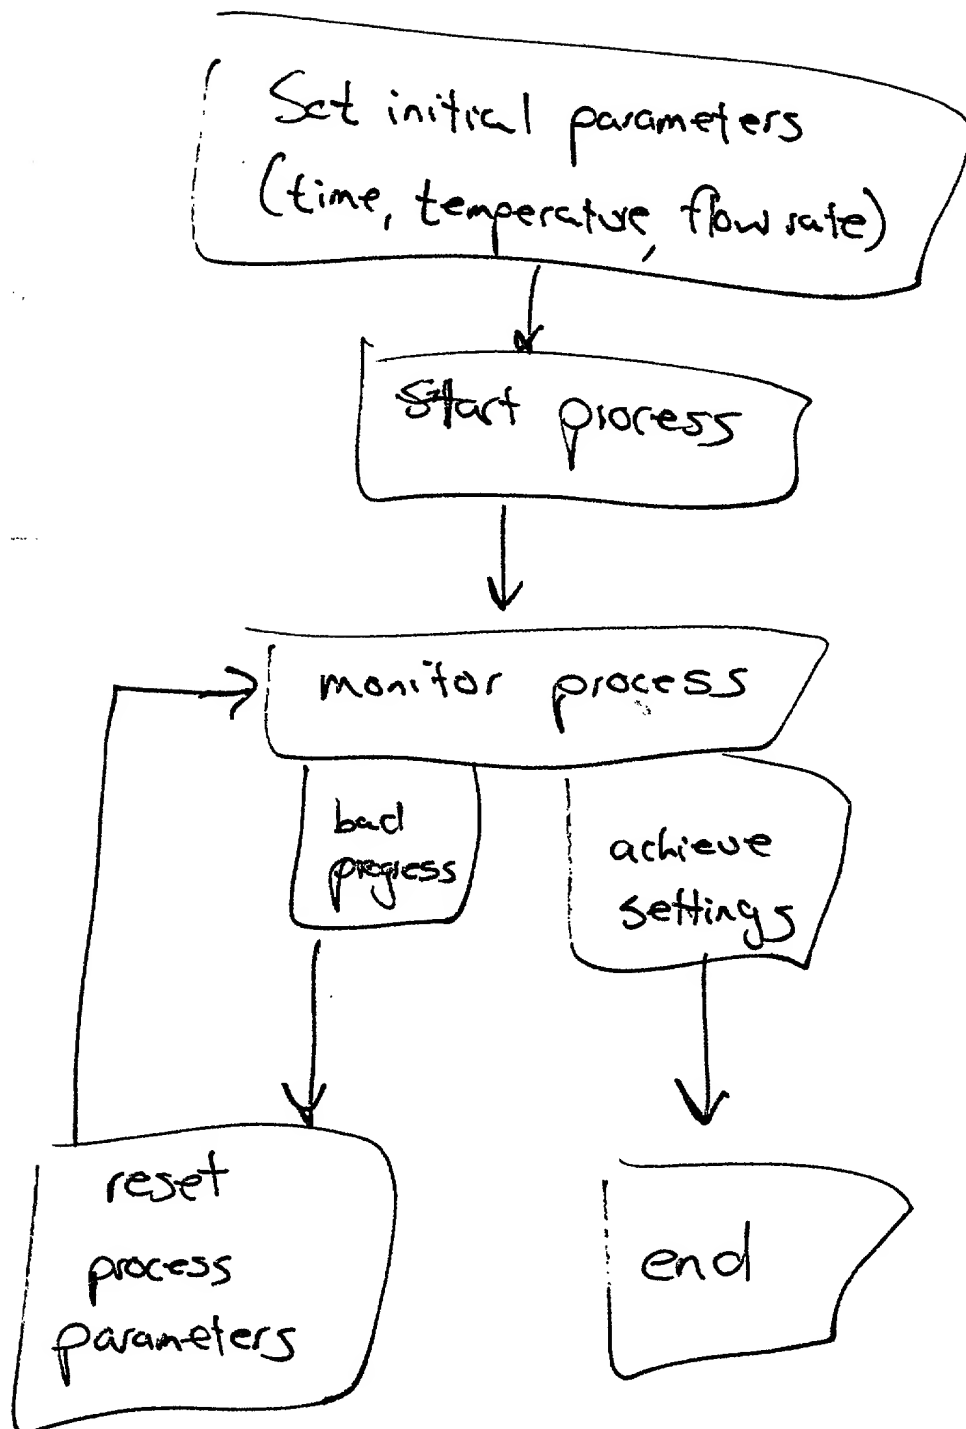 Set initial parameters
(time, temperature, flow rate)
Start process
monitor process
bad
progress
achieve
settings
reset
process
parameters
end